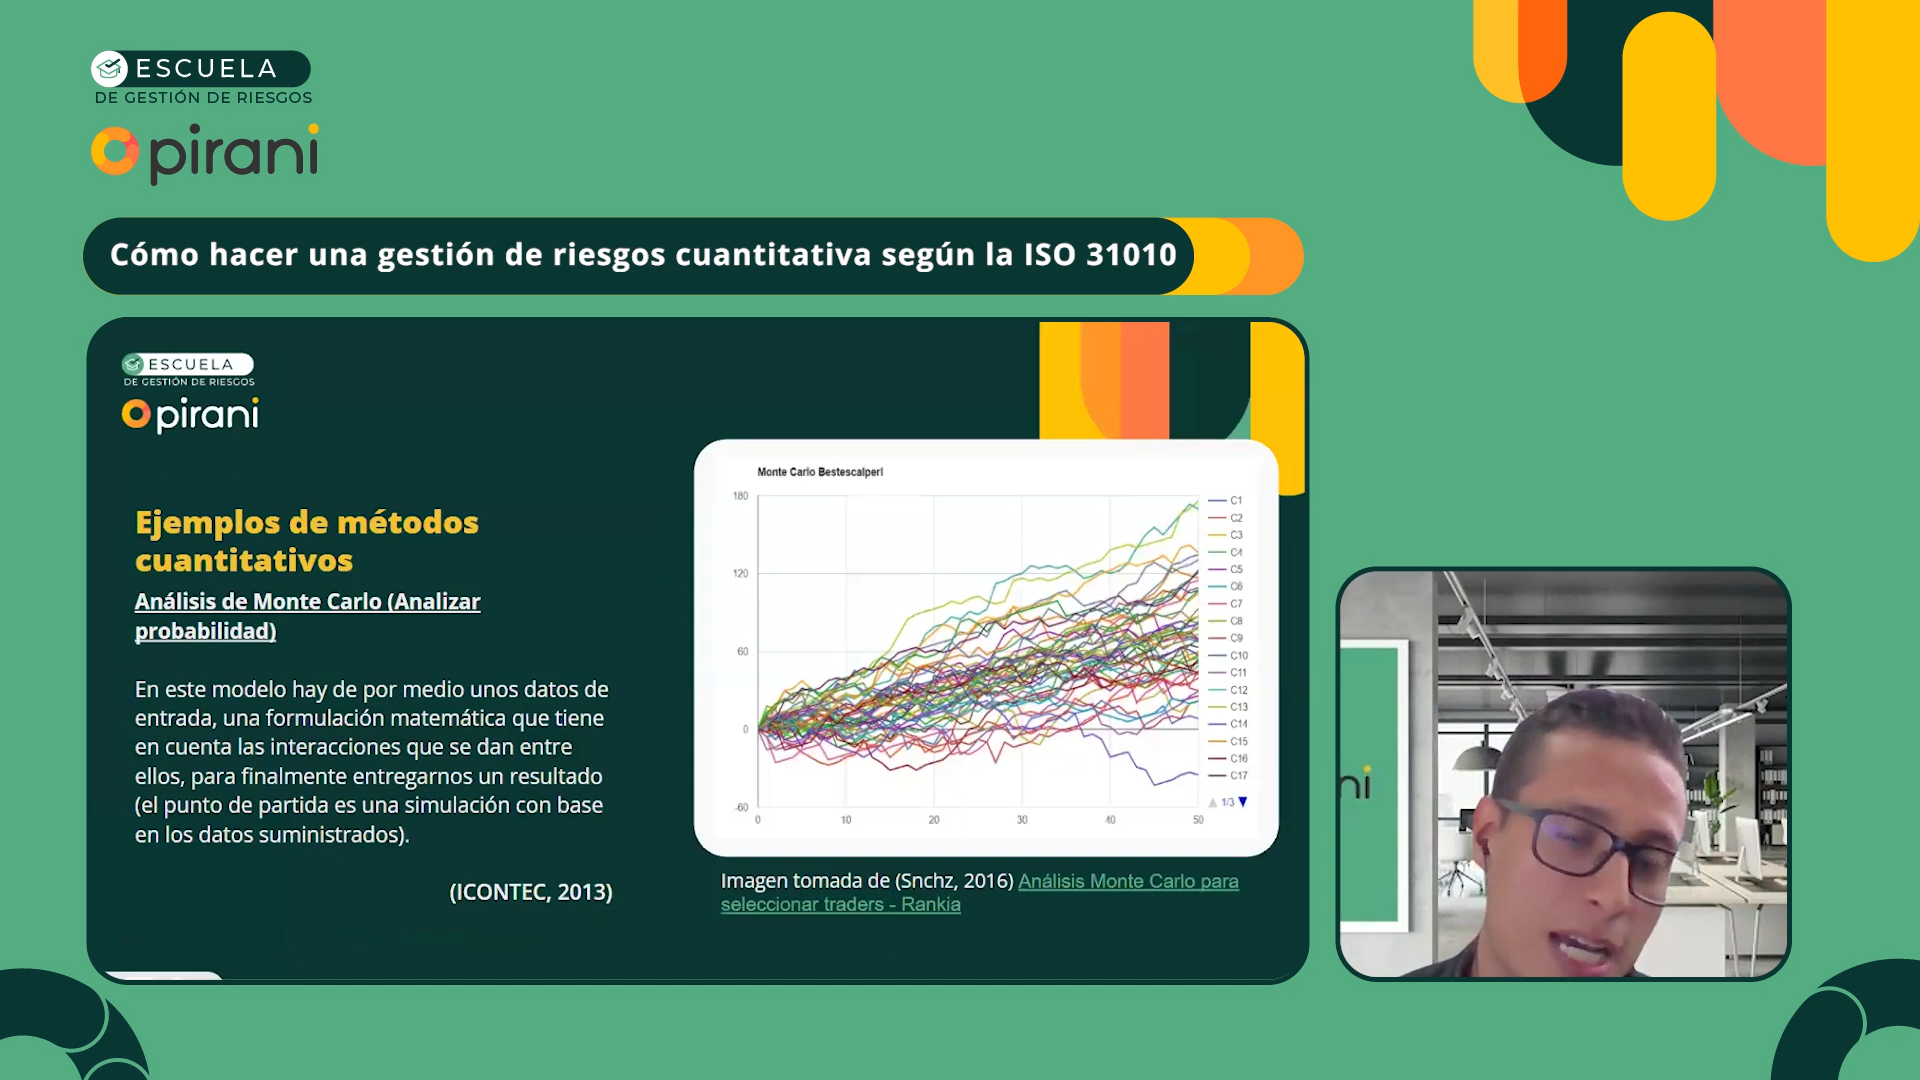 ESCUELA
DE GESTIÓN DE RIESGOS
pirani
Cómo hacer una gestión de riesgos cuantitativa según la ISO 31010
ESCUELA
DE GESTIÓN DE RIESGOS
pirani
Ejemplos de métodos
cuantitativos
Análisis de Monte Carlo (Analizar
probabilidad)
En este modelo hay de por medio unos datos de
entrada, una formulación matemática que tiene
en cuenta las interacciones que se dan entre
ellos, para finalmente entregarnos un resultado
(el punto de partida es una simulación con base
en los datos suministrados).
(ICONTEC, 2013)
Monte Carlo Bestescalperl
180
120
60
0
-60
0 10 20 30 40 50
C1
C2
C3
C4
C5
C6
C7
C8
C9
C10
C11
C12
C13
C14
C15
C16
C17
1/3
Imagen tomada de (Snchz, 2016) Análisis Monte Carlo para
seleccionar traders - Rankia
ni